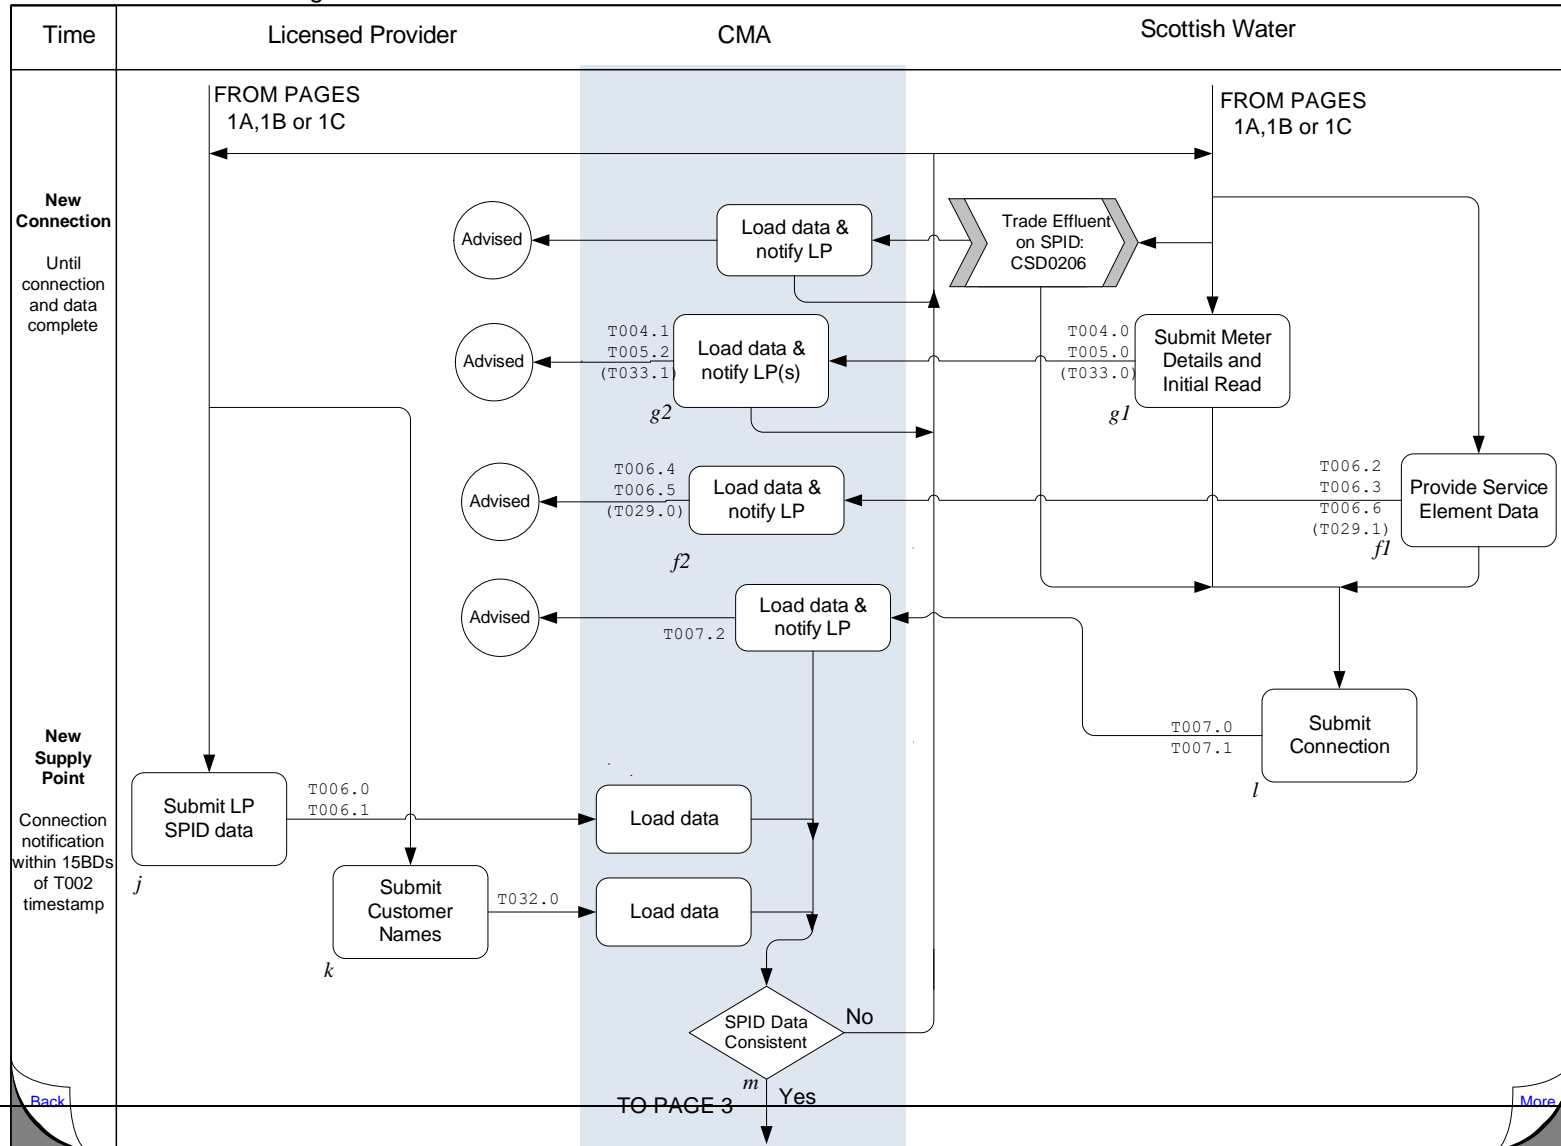 Time
Licensed Provider
CMA
Scottish Water
FROM PAGES
1A,1B or 1C
FROM PAGES
1A,1B or 1C
New
Connection
Until
connection
and data
complete
Advised
Load data &
notify LP
Trade Effluent
on SPID:
CSD0206
Advised
T004.1
T005.2
(T033.1)
Load data &
notify LP(s)
g2
T004.0
T005.0
(T033.0)
Submit Meter
Details and
Initial Read
g1
Advised
T006.4
T006.5
(T029.0)
Load data &
notify LP
f2
T006.2
T006.3
T006.6
(T029.1)
Provide Service
Element Data
f1
Advised
T007.2
Load data &
notify LP
T007.0
T007.1
Submit
Connection
l
New
Supply
Point
Connection
notification
within 15BDs
of T002
timestamp
Submit LP
SPID data
j
T006.0
T006.1
Load data
Submit
Customer
Names
k
T032.0
Load data
SPID Data
Consistent
No
m
Yes
TO PAGE 3
Back
More